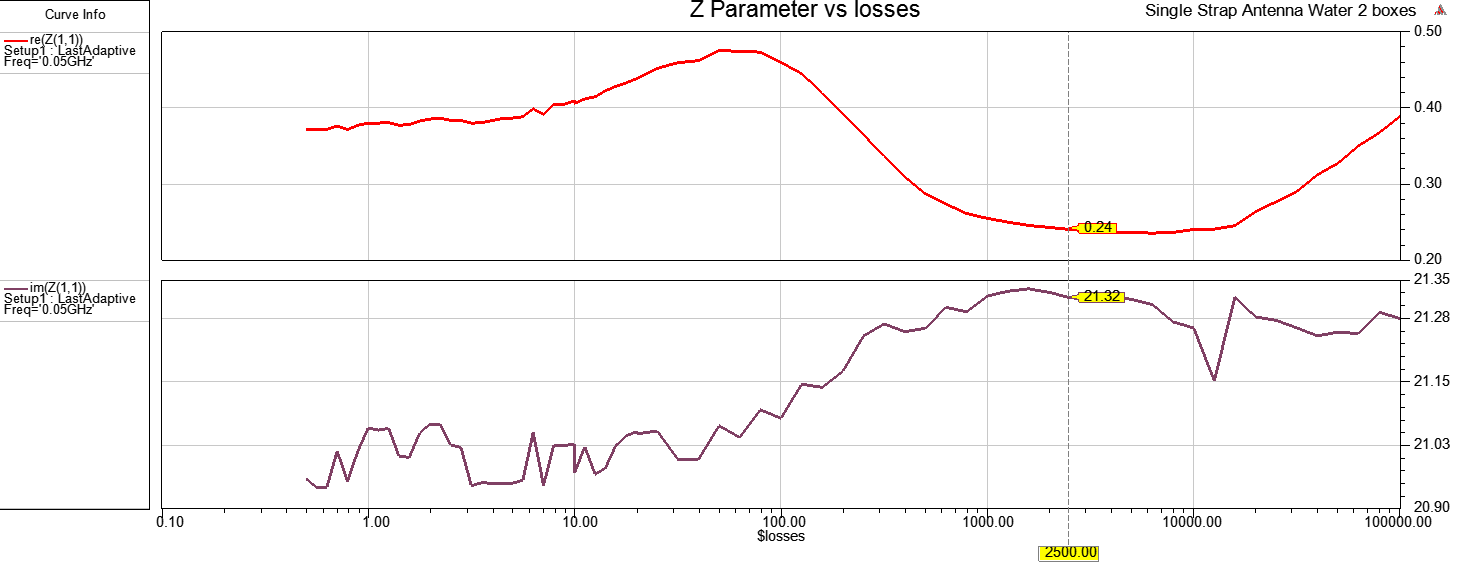 Z Parameter vs losses
Single Strap Antenna Water 2 boxes
Curve Info
re(Z(1,1))
Setup1 : LastAdaptive
Freq='0.05GHz'
0.50
0.40
0.30
0.24
0.20
im(Z(1,1))
Setup1 : LastAdaptive
Freq='0.05GHz'
21.35
21.32
21.28
21.15
21.03
20.90
0.10 1.00 10.00 100.00 1000.00 10000.00 100000.00
$losses
2500.00